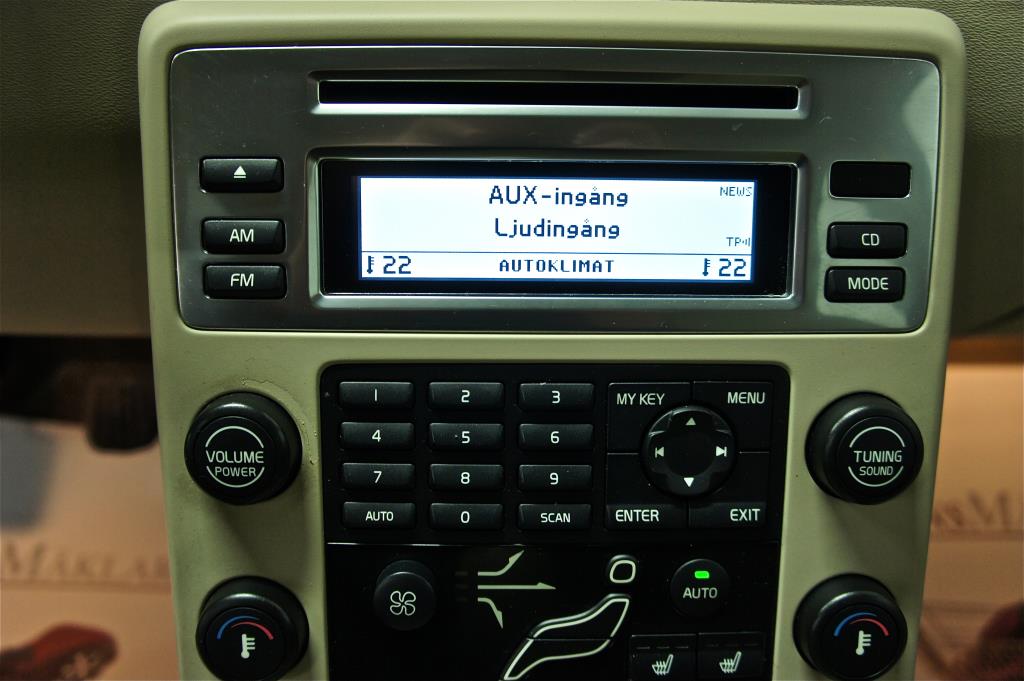 AUX-ingång
NEWS
Ljudingång
TP
22 AUTOKLIMAT 22
AM
FM
CD
MODE
VOLUME
POWER
1 2 3
4 5 6
7 8 9
AUTO 0 SCAN
MY KEY MENU
ENTER EXIT
TUNING
SOUND
AUTO